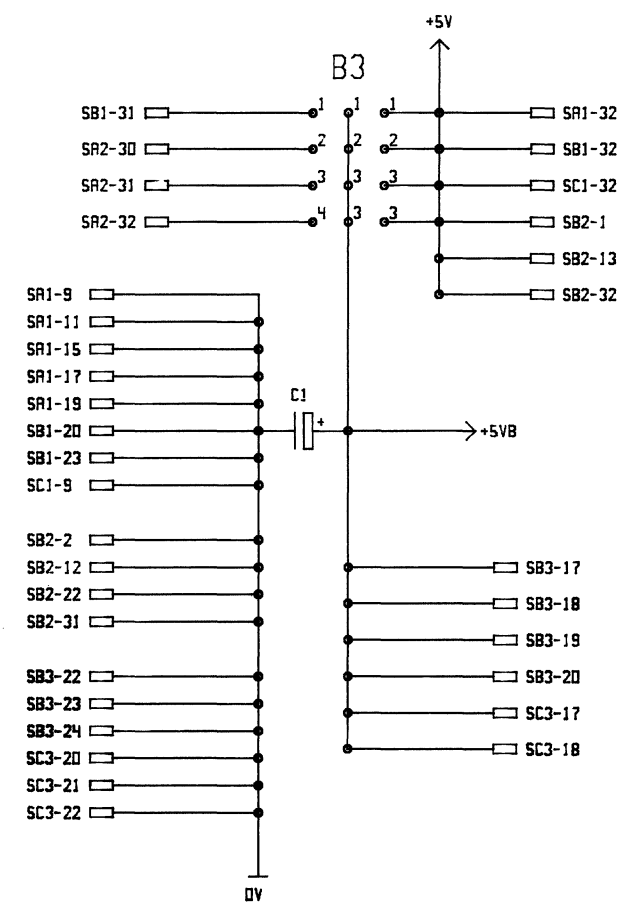 +5V
B3
SB1-31 1 1 1 SA1-32
SA2-30 2 2 2 SB1-32
SA2-31 3 3 3 SC1-32
SA2-32 4 3 3 SB2-1
SB2-13
SA1-9 SB2-32
SA1-11
SA1-15
SA1-17
SA1-19 C1
SB1-20 + +5VB
SB1-23
SC1-9
SB2-2
SB2-12 SB3-17
SB2-22 SB3-18
SB2-31 SB3-19
SB3-22 SB3-20
SB3-23 SC3-17
SB3-24 SC3-18
SC3-20
SC3-21
SC3-22
0V